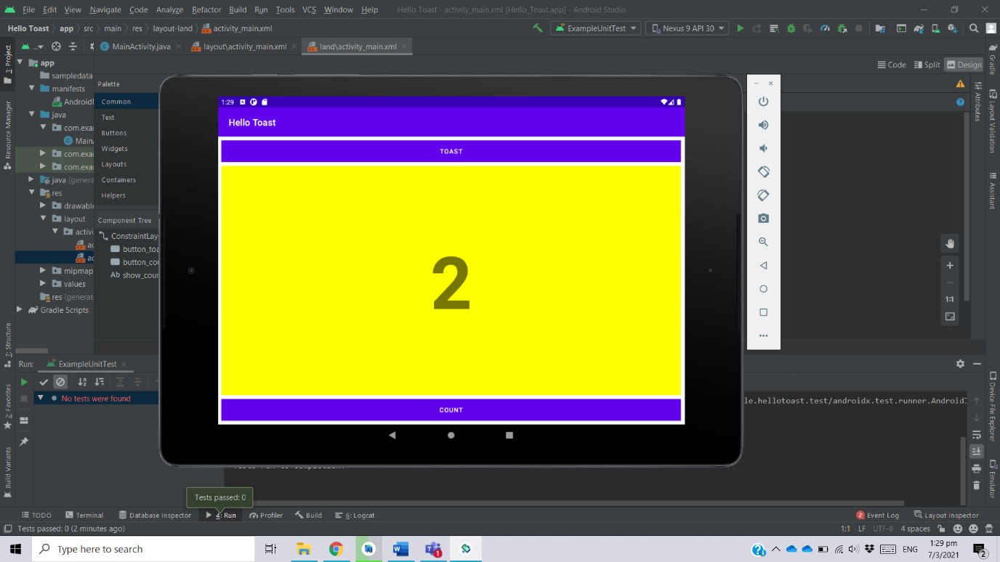 File Edit View Navigate Code Analyze Refactor Build Run Tools VCS Window Help Hello Toast - activity_main.xml [Hello_Toast.app] - Android Studio
Hello Toast app src main res layout-land activity_main.xml ExampleUnitTest Nexus 9 API 30
MainActivity.java layout\activity_main.xml land\activity_main.xml
Code Split Design
1: Project
Resource Manager
7: Structure
2: Favorites
Build Variants
app
sampledata
manifests
AndroidM
java
com.exa
Main
com.exa
com.exa
java (genera
res
drawable
layout
activi
ac
ac
mipmap
values
res (generat
Gradle Scripts
Palette
Common
Text
Buttons
Widgets
Layouts
Containers
Helpers
Component Tree
ConstraintLay
button_toa
button_cou
Ab show_coun
1:29
Hello Toast
TOAST
2
COUNT
1:1
Gradle
Attributes
Layout Validation
Assistant
Device File Explorer
Emulator
Run: ExampleUnitTest
No tests were found
le.hellotoast.test/androidx.test.runner.AndroidJ
Tests passed: 0
TODO Terminal Database Inspector 4: Run Profiler Build 6: Logcat 2 Event Log Layout Inspector
Tests passed: 0 (2 minutes ago) 1:1 LF UTF-8 4 spaces
Type here to search
ENG
1:29 pm
7/3/2021
2